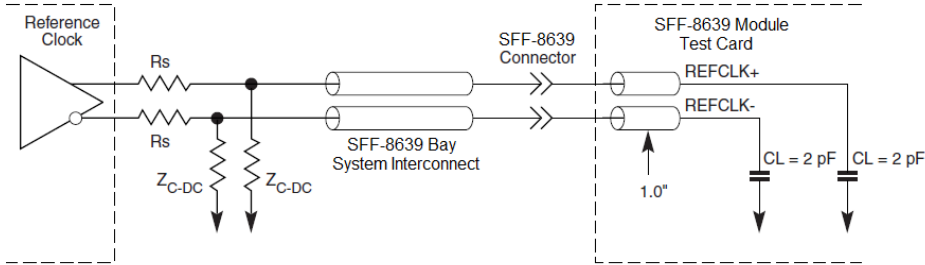 Reference
Clock
Rs
Rs
Z C-DC
Z C-DC
SFF-8639 Bay
System Interconnect
SFF-8639
Connector
SFF-8639 Module
Test Card
REFCLK+
REFCLK-
1.0"
CL = 2 pF
CL = 2 pF